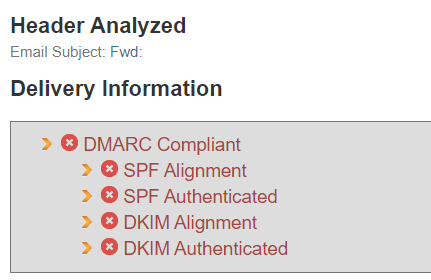 Header Analyzed
Email Subject: Fwd:
Delivery Information
DMARC Compliant
SPF Alignment
SPF Authenticated
DKIM Alignment
DKIM Authenticated